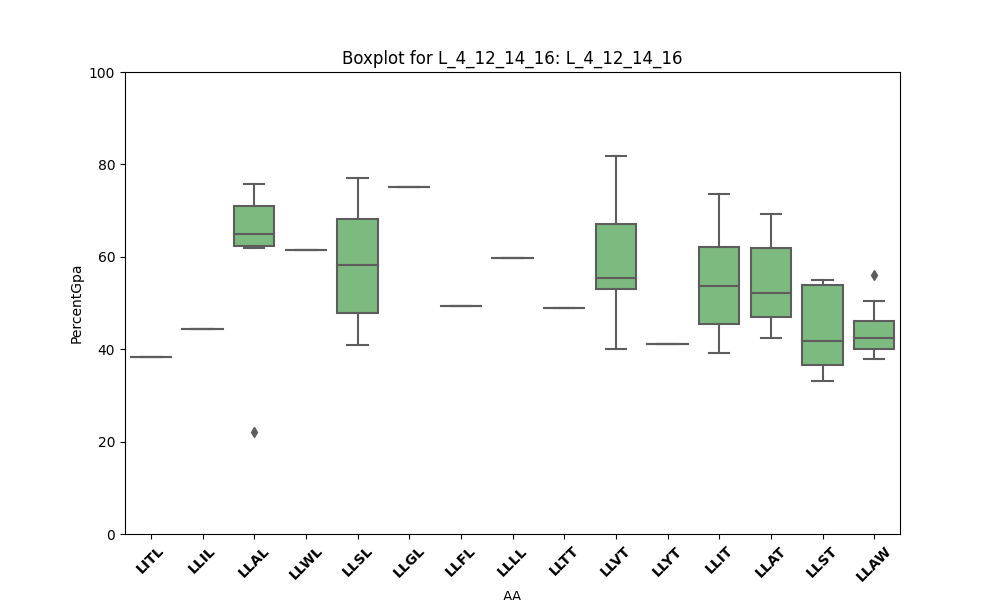 Boxplot for L_4_12_14_16: L_4_12_14_16
100
80
60
40
20
0
PercentGpa
LITL
LLIL
LLAL
LLWL
LLSL
LLGL
LLFL
LLLL
LLTT
LLVT
LLYT
LLIT
LLAT
LLST
LLAW
AA